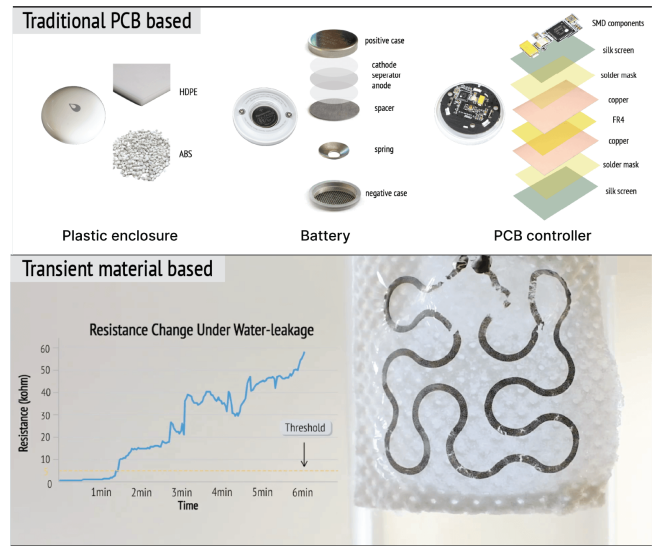 Traditional PCB based
HDPE
ABS
Plastic enclosure
positive case
cathode
seperator
anode
spacer
spring
negative case
Battery
SMD components
silk screen
solder mask
copper
FR4
copper
solder mask
silk screen
PCB controller
Transient material based
Resistance Change Under Water-leakage
Resistance (kohm)
60
50
40
30
20
10
0
Threshold
1min 2min 3min 4min 5min 6min
Time